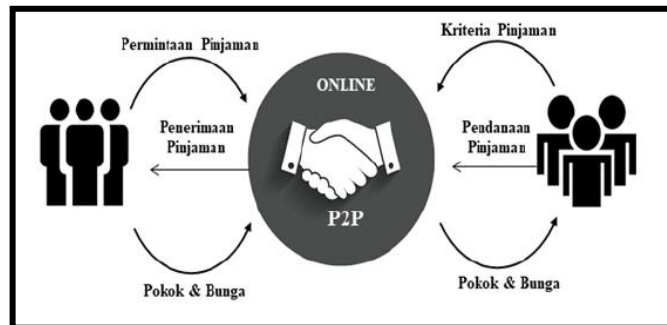 Permintaan Pinjaman
Penerimaan
Pinjaman
Pokok & Bunga
ONLINE
P2P
Kriteria Pinjaman
Pendanaan
Pinjaman
Pokok & Bunga